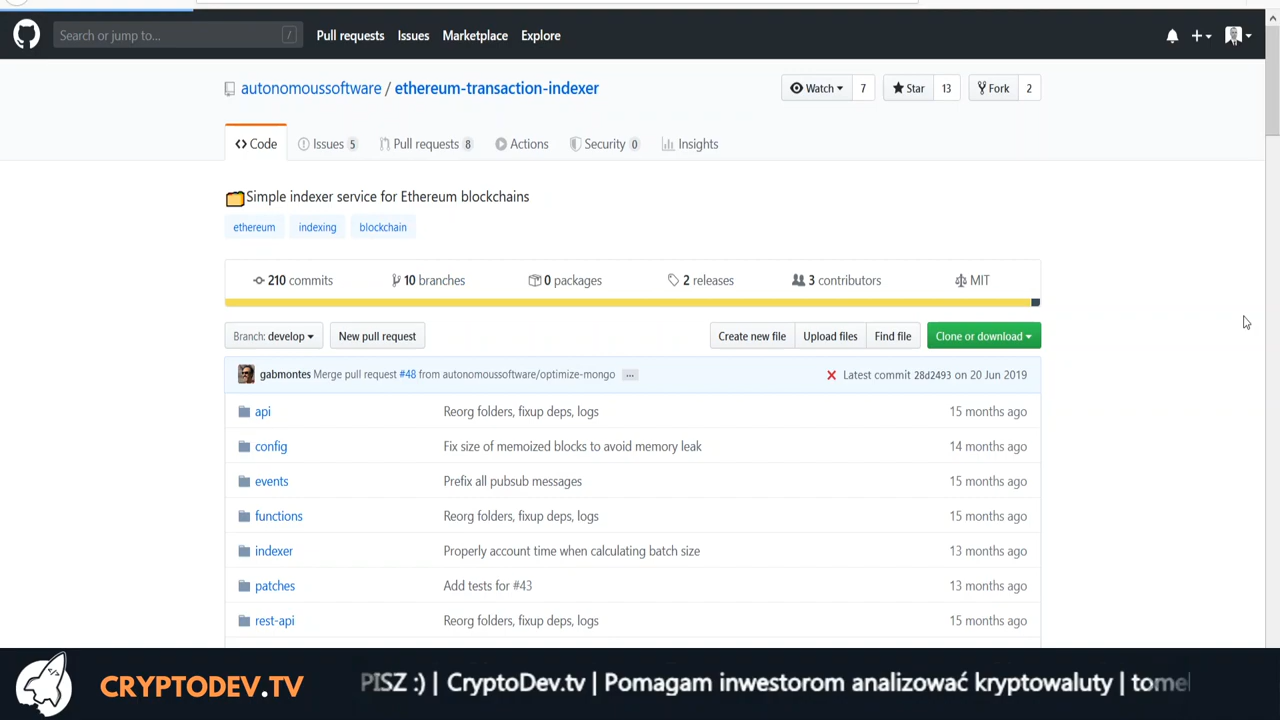 Search or jump to... / Pull requests Issues Marketplace Explore
autonomoussoftware / ethereum-transaction-indexer Watch 7 Star 13 Fork 2
Code Issues 5 Pull requests 8 Actions Security 0 Insights
Simple indexer service for Ethereum blockchains
ethereum indexing blockchain
210 commits 10 branches 0 packages 2 releases 3 contributors MIT
Branch: develop New pull request Create new file Upload files Find file Clone or download
gabmontes Merge pull request #48 from autonomoussoftware/optimize-mongo ... Latest commit 28d2493 on 20 Jun 2019
api Reorg folders, fixup deps, logs 15 months ago
config Fix size of memoized blocks to avoid memory leak 14 months ago
events Prefix all pubsub messages 15 months ago
functions Reorg folders, fixup deps, logs 15 months ago
indexer Properly account time when calculating batch size 13 months ago
patches Add tests for #43 13 months ago
rest-api Reorg folders, fixup deps, logs 15 months ago
CRYPTODEV.TV PISZ :) | CryptoDev.tv | Pomagam inwestorom analizować kryptowaluty | tome